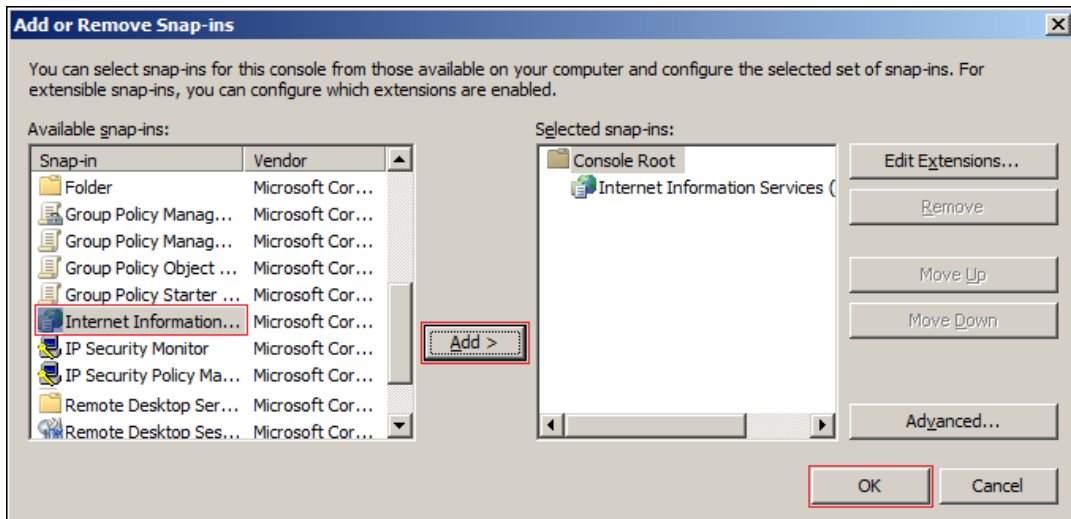 Add or Remove Snap-ins
You can select snap-ins for this console from those available on your computer and configure the selected set of snap-ins. For
extensible snap-ins, you can configure which extensions are enabled.
Available snap-ins:
Snap-in Vendor
Folder Microsoft Cor...
Group Policy Manag... Microsoft Cor...
Group Policy Manag... Microsoft Cor...
Group Policy Object ... Microsoft Cor...
Group Policy Starter ... Microsoft Cor...
Internet Information... Microsoft Cor...
IP Security Monitor Microsoft Cor...
IP Security Policy Ma... Microsoft Cor...
Remote Desktop Ser... Microsoft Cor...
Remote Desktop Ses... Microsoft Cor...
Add >
Selected snap-ins:
Console Root
Internet Information Services (
Edit Extensions...
Remove
Move Up
Move Down
Advanced...
OK
Cancel